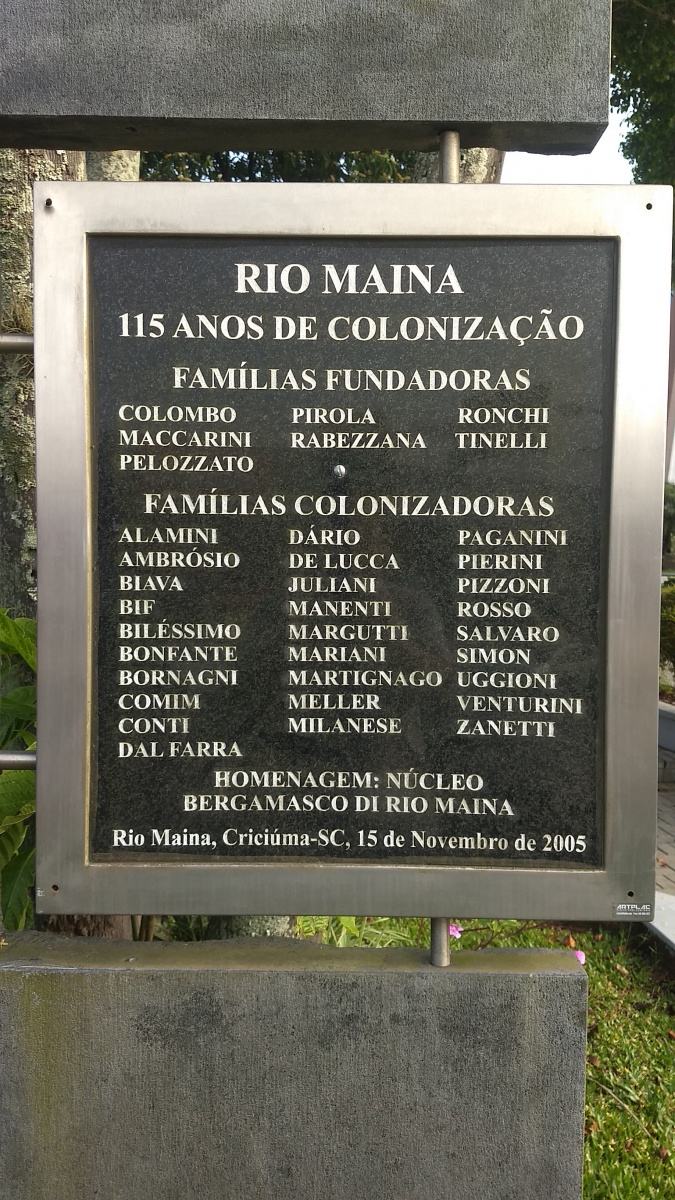 RIO MAINA
115 ANOS DE COLONIZAÇÃO
FAMÍLIAS FUNDADORAS
COLOMBO PIROLA RONCHI
MACCARINI RABEZZANA TINELLI
PELOZZATO
FAMÍLIAS COLONIZADORAS
ALAMINI DÁRIO PAGANINI
AMBRÓSIO DE LUCCA PIERINI
BIAVA JULIANI PIZZONI
BIF MANENTI ROSSO
BILÉSSIMO MARGUTTI SALVARO
BONFANTE MARIANI SIMON
BORNAGNI MARTIGNAGO UGGIONI
COMIM MELLER VENTURINI
CONTI MILANESE ZANETTI
DAL FARRA
HOMENAGEM: NÚCLEO
BERGAMASCO DI RIO MAINA
Rio Maina, Criciúma-SC, 15 de Novembro de 2005
ARTPLAC